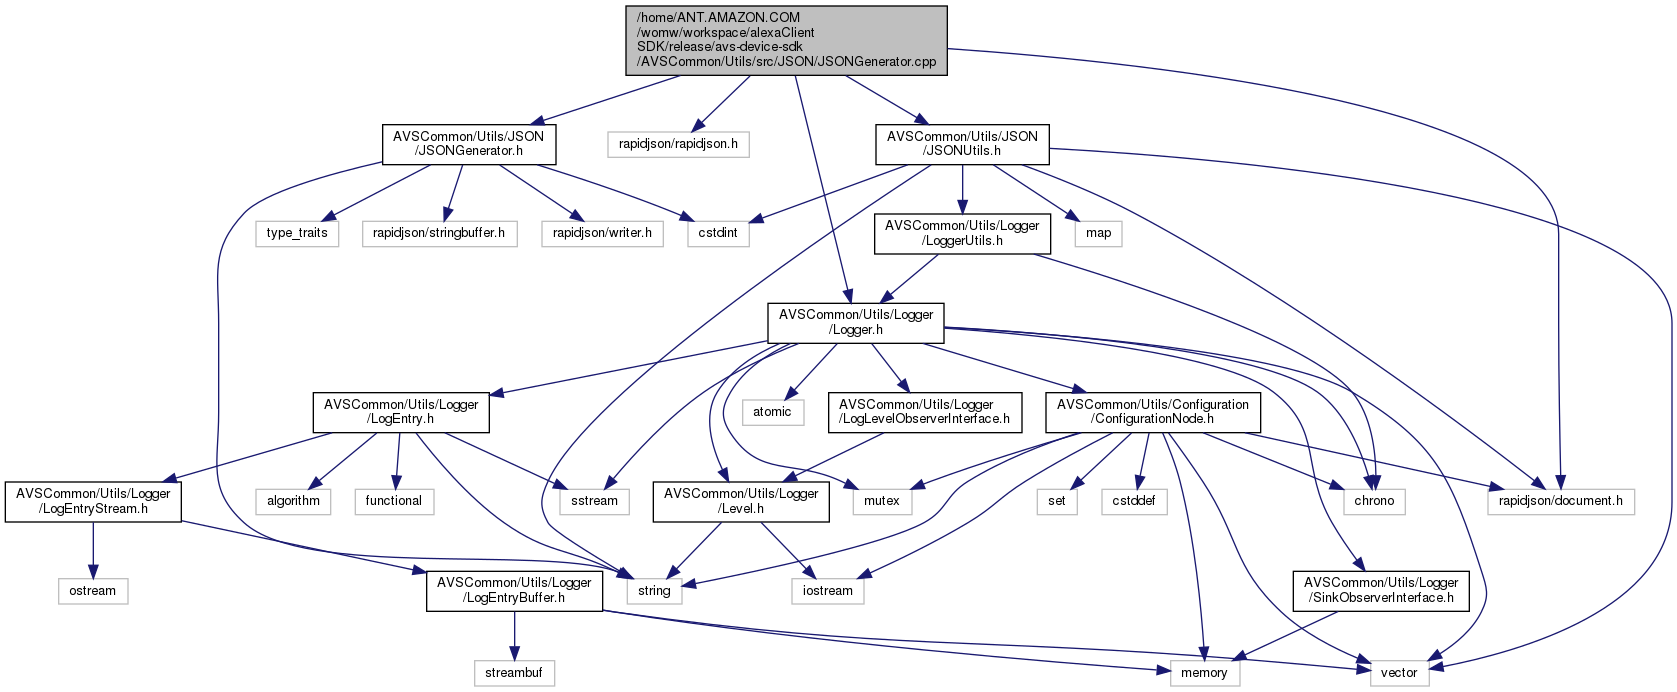 /home/ANT.AMAZON.COM
/womw/workspace/alexaClient
SDK/release/avs-device-sdk
/AVSCommon/Utils/src/JSON/JSONGenerator.cpp
AVSCommon/Utils/JSON
/JSONGenerator.h
rapidjson/rapidjson.h
AVSCommon/Utils/JSON
/JSONUtils.h
type_traits
rapidjson/stringbuffer.h
rapidjson/writer.h
cstdint
AVSCommon/Utils/Logger
/LoggerUtils.h
map
AVSCommon/Utils/Logger
/Logger.h
AVSCommon/Utils/Logger
/LogEntry.h
atomic
AVSCommon/Utils/Logger
/LogLevelObserverInterface.h
AVSCommon/Utils/Configuration
/ConfigurationNode.h
AVSCommon/Utils/Logger
/LogEntryStream.h
algorithm
functional
sstream
AVSCommon/Utils/Logger
/Level.h
mutex
set
cstddef
chrono
rapidjson/document.h
ostream
AVSCommon/Utils/Logger
/LogEntryBuffer.h
string
iostream
AVSCommon/Utils/Logger
/SinkObserverInterface.h
streambuf
memory
vector